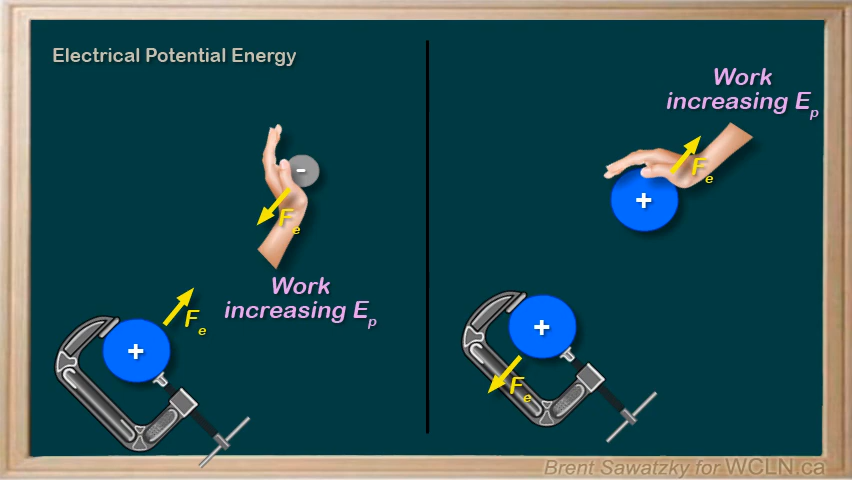 Electrical Potential Energy
-
Fe
Work
increasing Ep
Fe
+
Work
increasing Ep
Fe
+
+
Fe
Brent Sawatzky for WCLN.ca